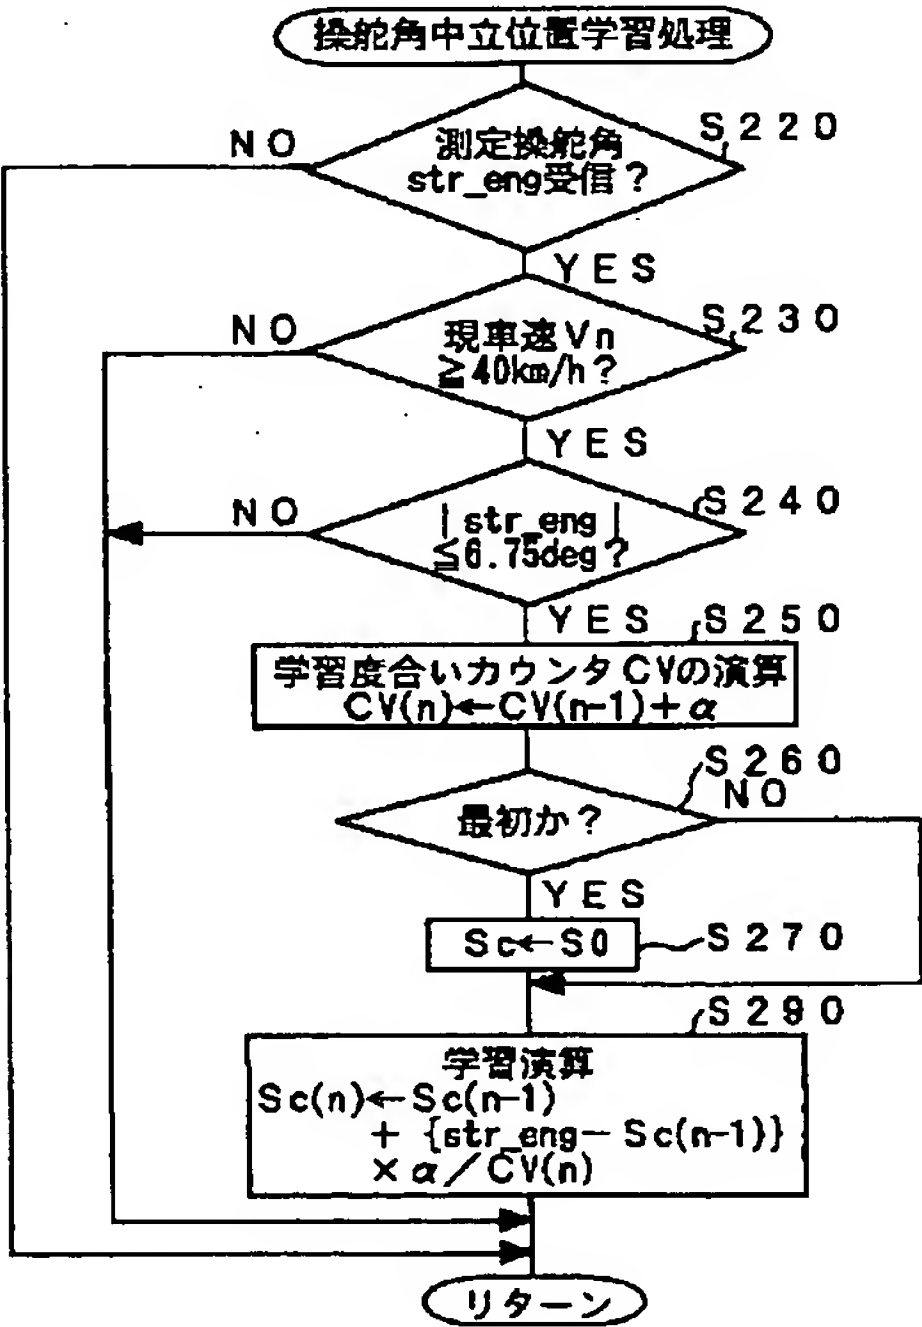 操舵角中立位置学習処理
S220
NO
測定操舵角
str_eng受信？
YES
S230
NO
現車速Vn
≧40km/h？
YES
S240
NO
|str_eng|
≦6.75deg？
YES
S250
学習度合いカウンタCVの演算
CV(n)←CV(n-1)+α
S260
NO
最初か？
YES
Sc←S0
S270
S290
学習演算
Sc(n)←Sc(n-1)
+ {str_eng－Sc(n-1)}
×α／CV(n)
リターン